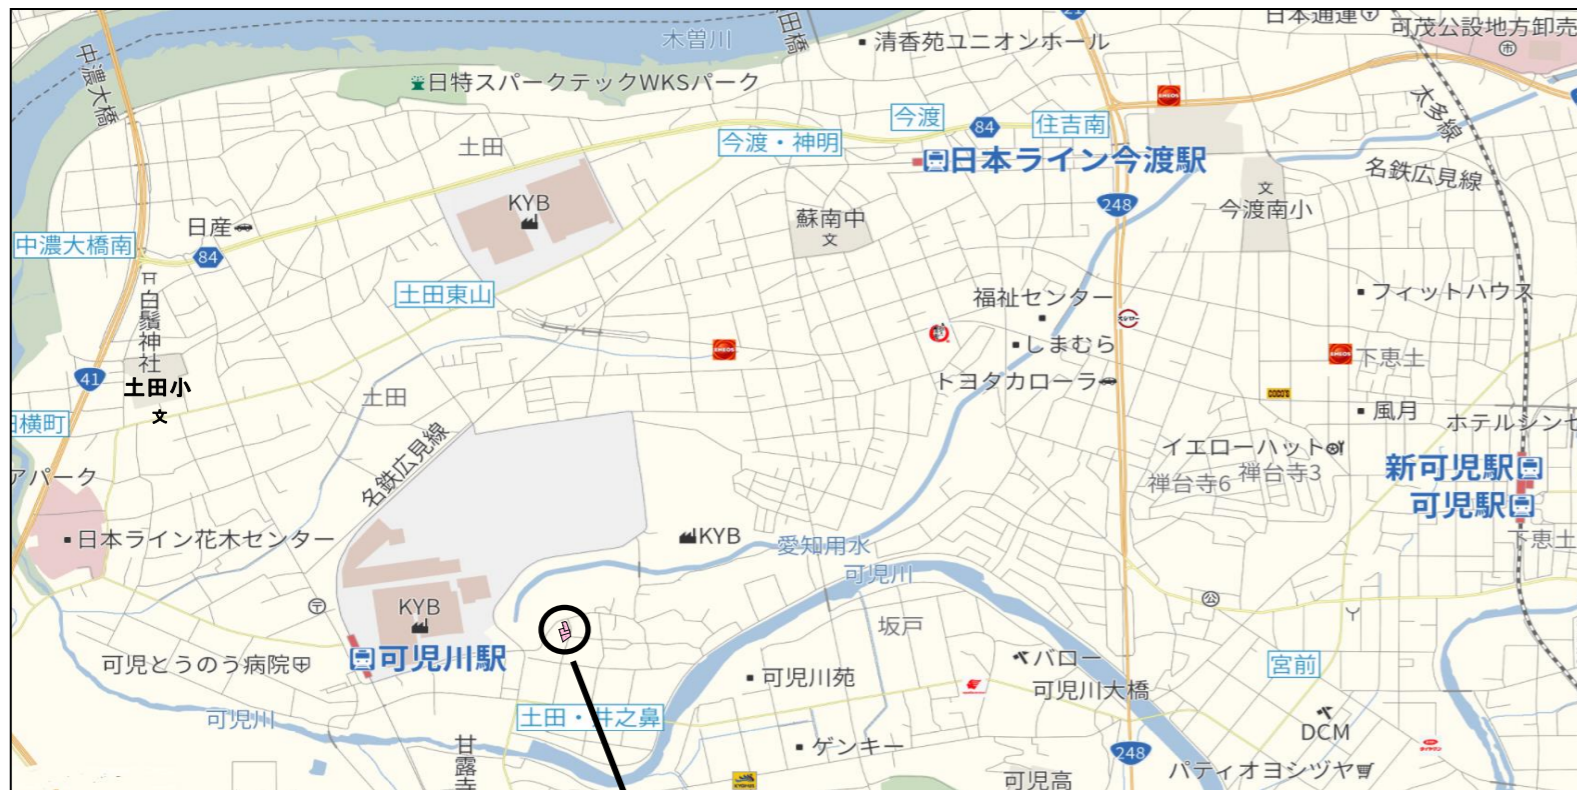 日本通運
可茂公設地方卸売
木曽川
田橋
清香苑ユニオンホール
中濃大橋
日特スパークテックWKSパーク
太多線
今渡
84
住吉南
今渡・神明
土田
日本ライン今渡駅
名鉄広見線
KYB
248
文
今渡南小
蘇南中
文
日産
中濃大橋南
84
白鬚神社
土田東山
福祉センター
フィットハウス
ENEOS
しまむら
ENEOS
下恵土
41
土田小
文
土田
トヨタカローラ
COCO'S
風月
田横町
ホテルシンセ
名鉄広見線
イエローハット
禅台寺6
禅台寺3
新可児駅
可児駅
アパーク
日本ライン花木センター
KYB
愛知用水
可児川
下恵土
公
KYB
坂戸
可児とうのう病院
可児川駅
可児川苑
バロー
宮前
可児川大橋
可児川
土田・井之鼻
DCM
甘露寺
ゲンキー
248
パティオヨシヅヤ
可児高